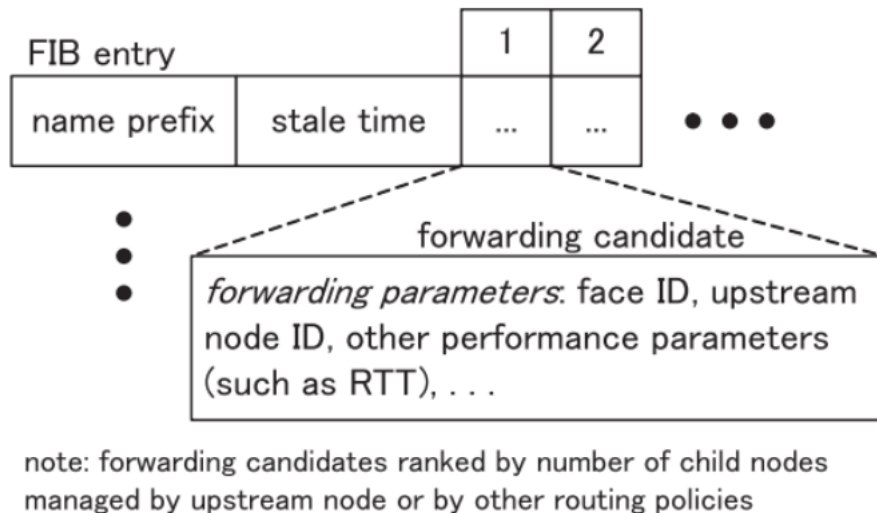 FIB entry
1 2
name prefix stale time ... ...
forwarding candidate
forwarding parameters: face ID, upstream
node ID, other performance parameters
(such as RTT), . . .
note: forwarding candidates ranked by number of child nodes
managed by upstream node or by other routing policies